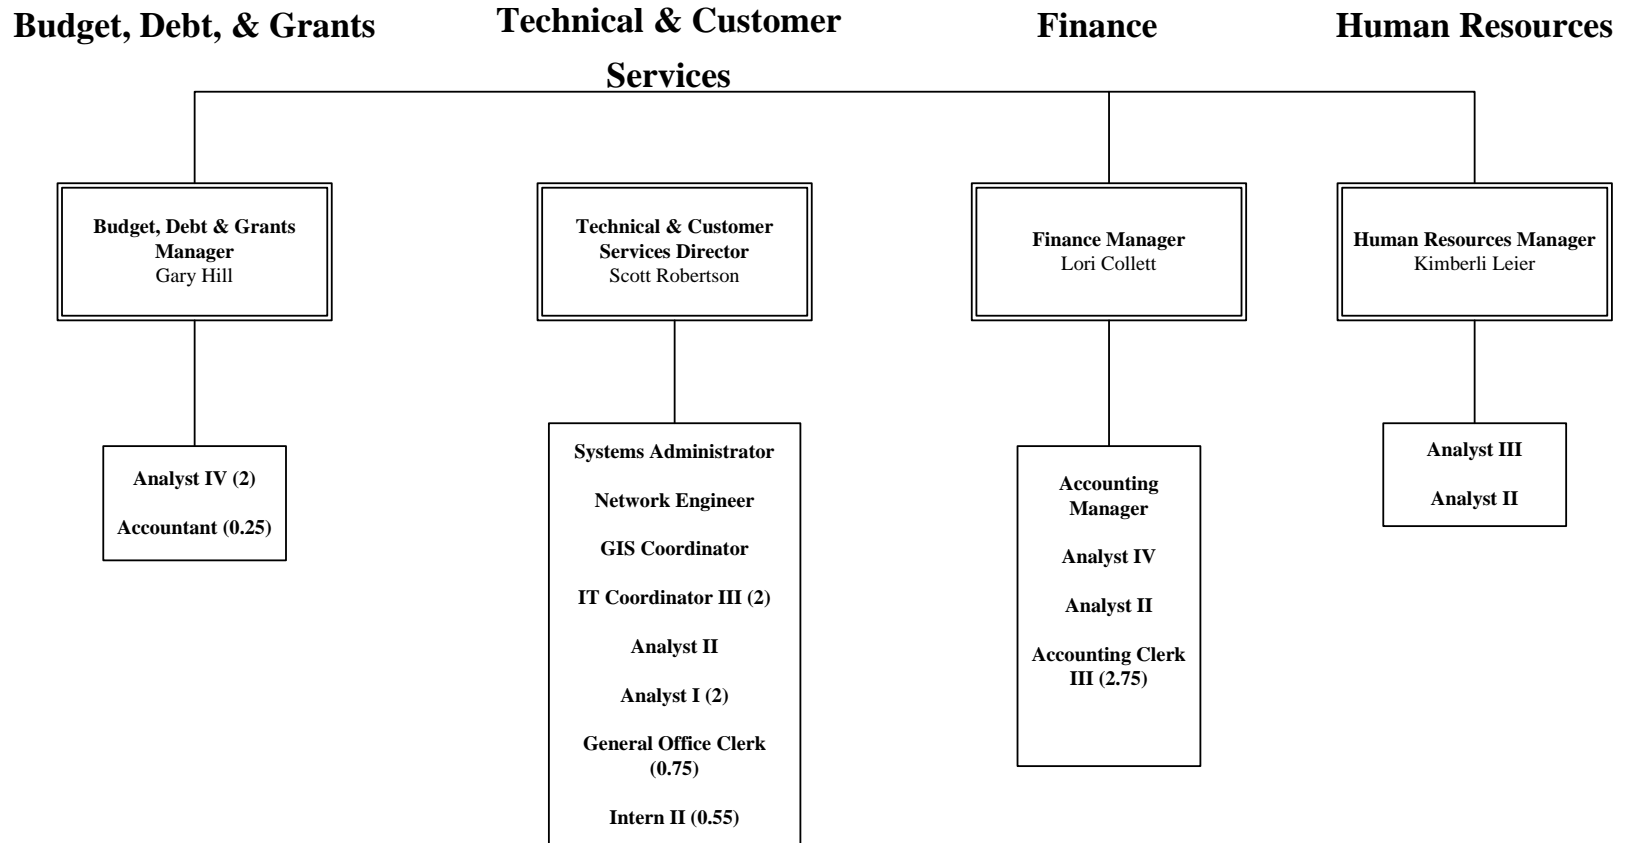 Budget, Debt, & Grants
Technical & Customer
Services
Finance
Human Resources
Budget, Debt & Grants
Manager
Gary Hill
Technical & Customer
Services Director
Scott Robertson
Finance Manager
Lori Collett
Human Resources Manager
Kimberli Leier
Analyst IV (2)
Accountant (0.25)
Systems Administrator
Network Engineer
GIS Coordinator
IT Coordinator III (2)
Analyst II
Analyst I (2)
General Office Clerk
(0.75)
Intern II (0.55)
Accounting
Manager
Analyst IV
Analyst II
Accounting Clerk
III (2.75)
Analyst III
Analyst II